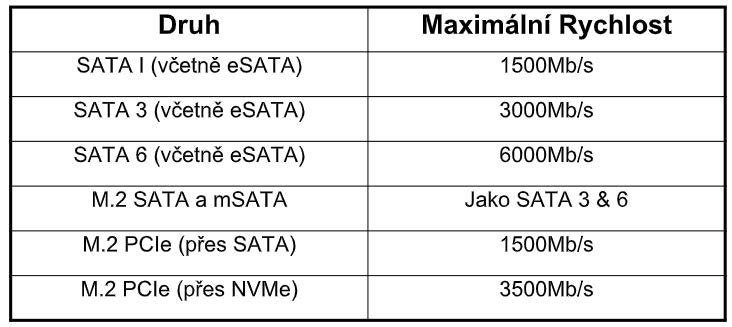 Druh Maximální Rychlost
SATA I (včetně eSATA) 1500Mb/s
SATA 3 (včetně eSATA) 3000Mb/s
SATA 6 (včetně eSATA) 6000Mb/s
M.2 SATA a mSATA Jako SATA 3 & 6
M.2 PCIe (přes SATA) 1500Mb/s
M.2 PCIe (přes NVMe) 3500Mb/s